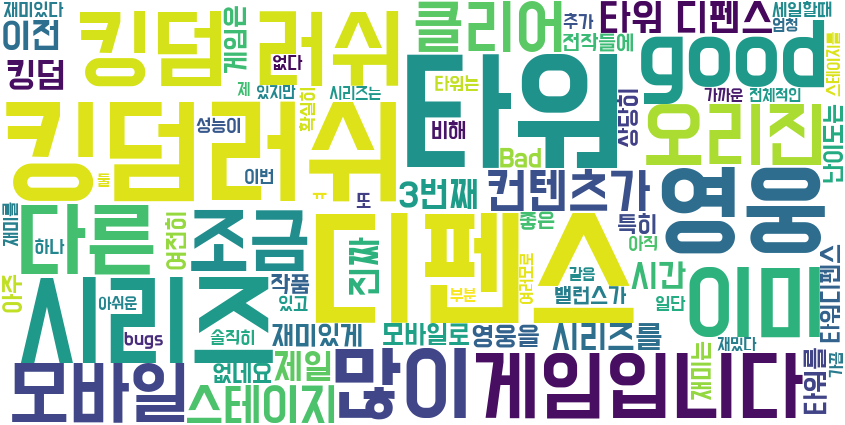 재미있다
이전
킹덤
킹덤 러쉬
게임은
없다
제
있지만
시리즈는
확실히
성능이
이번
클리어
추가
전작들에
타워 디펜스
세일할때
엄청
good
스테이지를
타워
타워는
비해
가까운
전체적인
상당히
오리진
난이도는
킹덤러쉬
둘
ㅋ
또
Bad
3번째
컨텐츠가
영웅
재미를
하나
다른
여전히
조금
진짜
디펜스
좋은
특히
아직
여러모로
시간
이미
타워디펜스
아주
아쉬운
시리즈
작품
있고
같음
밸런스가
일단
bugs
솔직히
재미있게
모바일로
영웅을
시리즈를
재미는
재밌다
가끔
타워를
없네요
제일
모바일
스테이지
많이
게임입니다